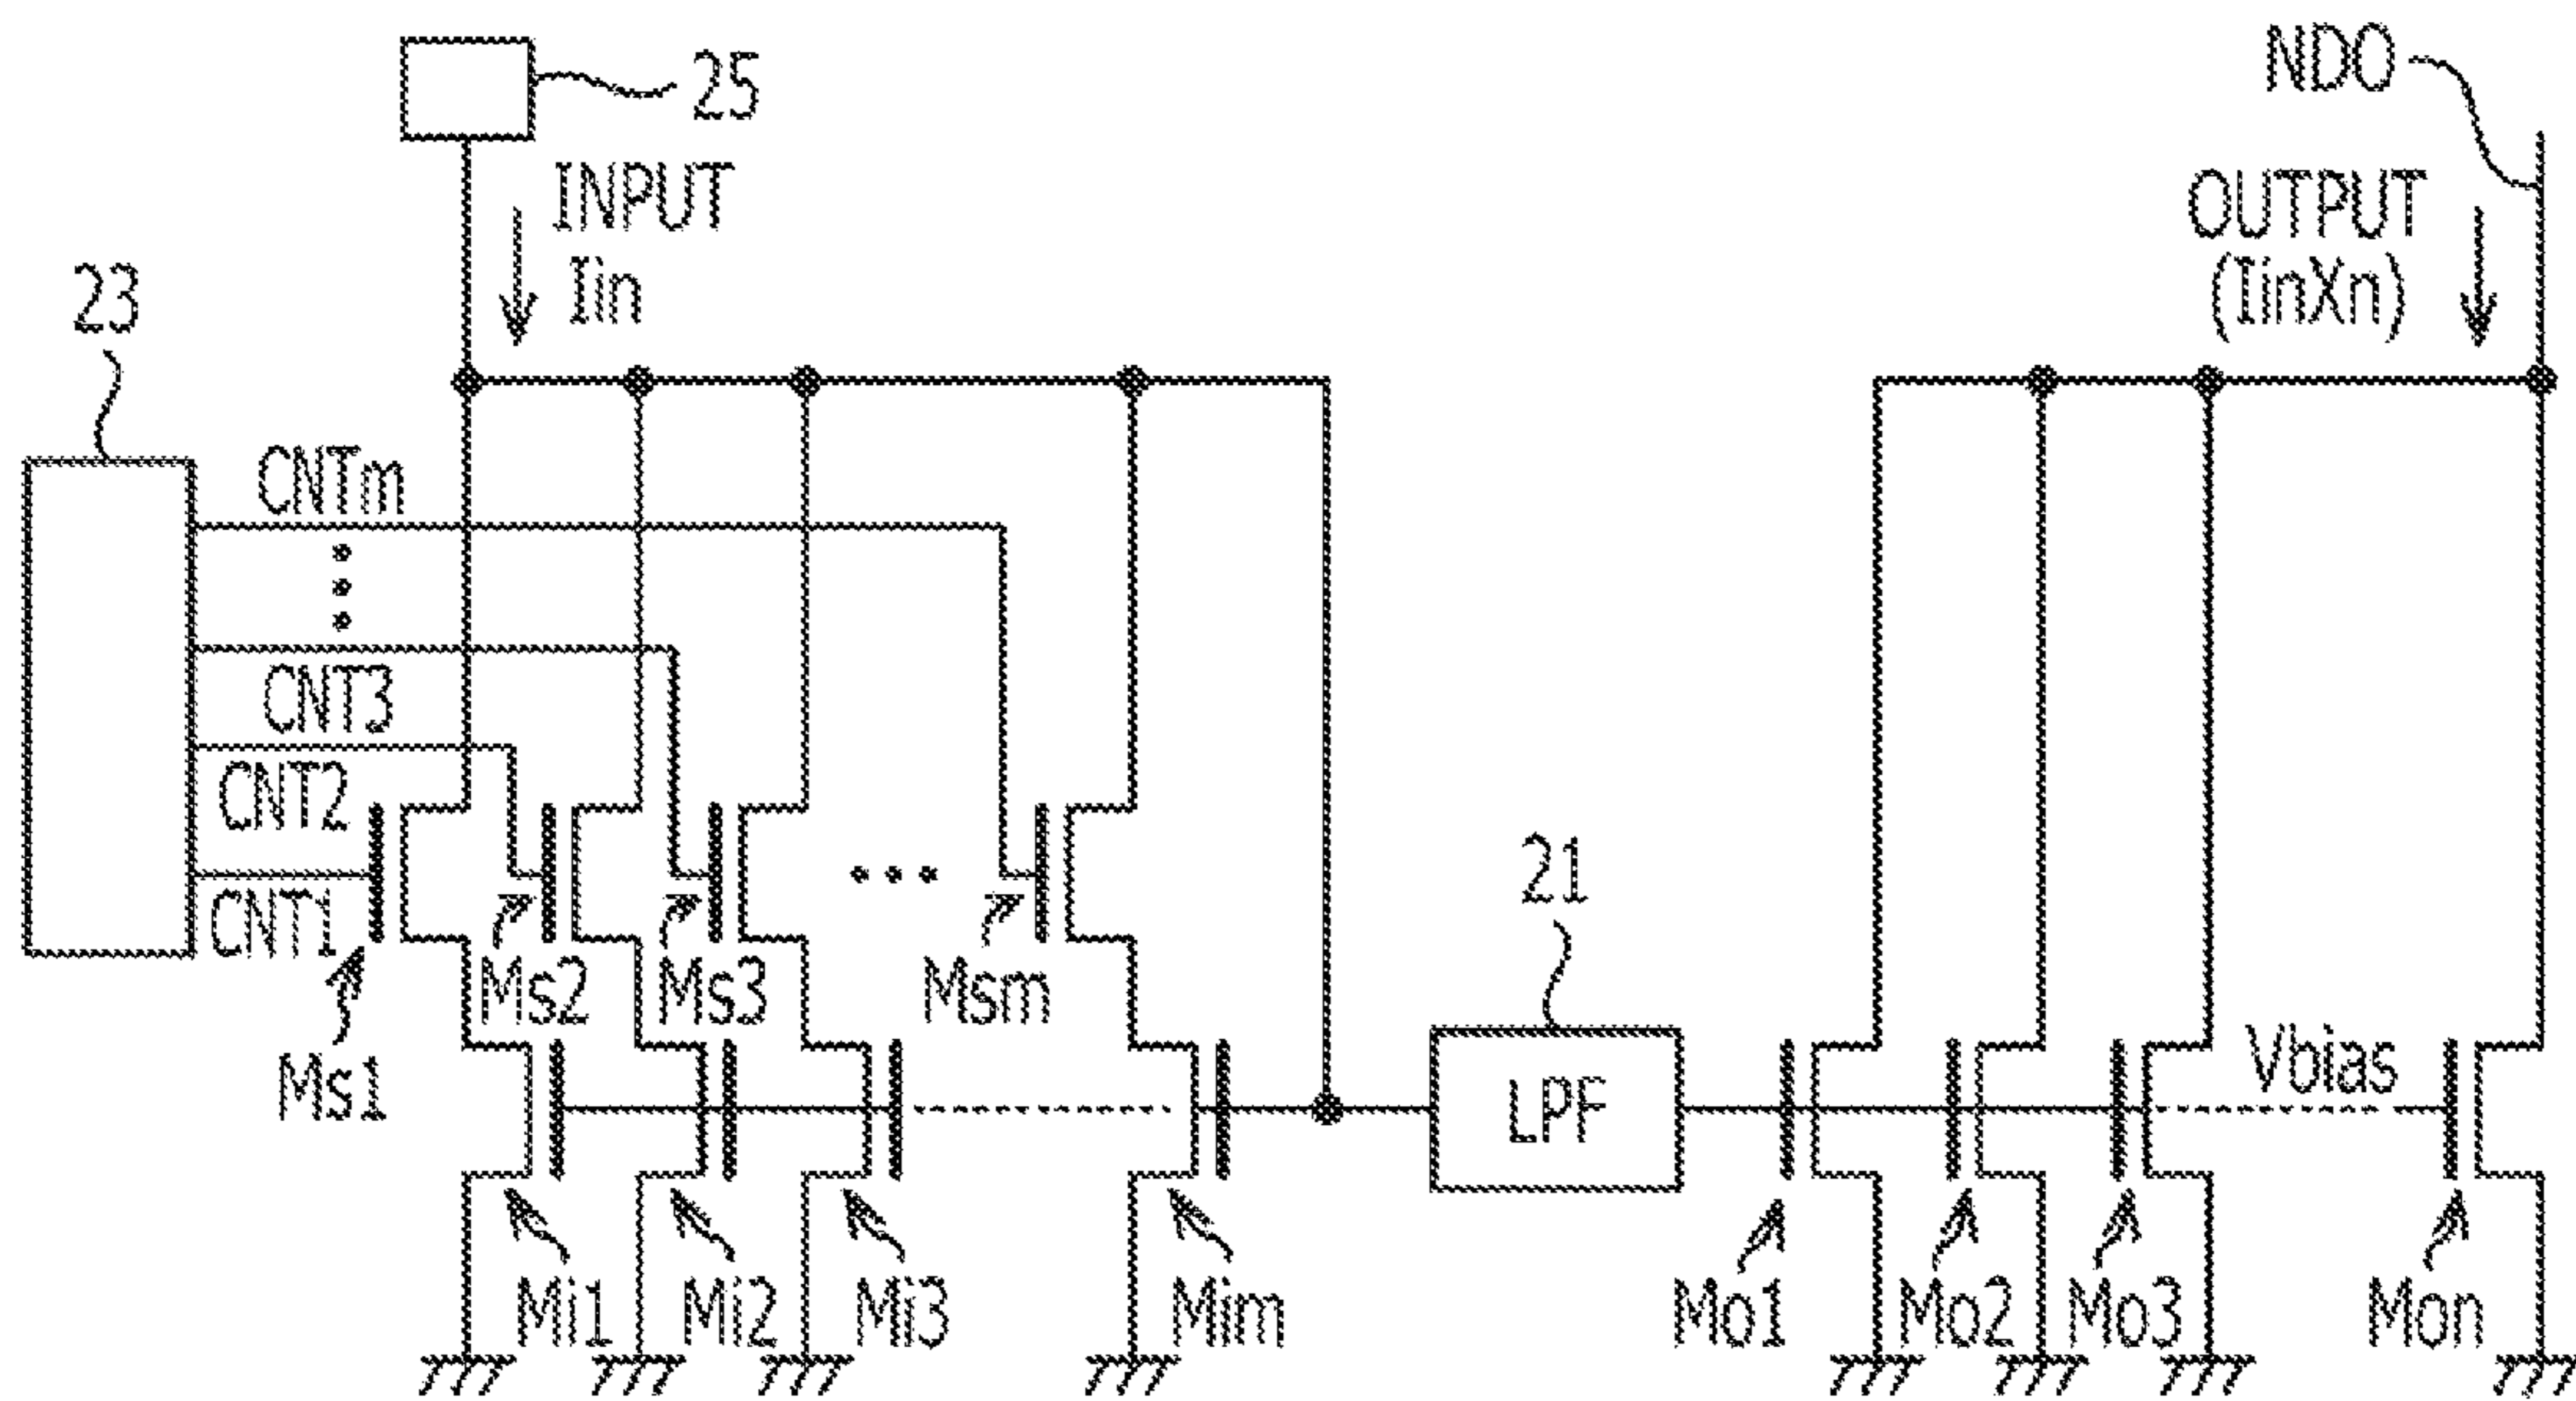 25
NDO
INPUT
Iin
OUTPUT
(IinXn)
23
CNTm
CNT3
CNT2
CNT1
Ms1
Ms2
Ms3
Msm
21
LPF
Vbias
Mi1
Mi2
Mi3
Mim
Mo1
Mo2
Mo3
Mon